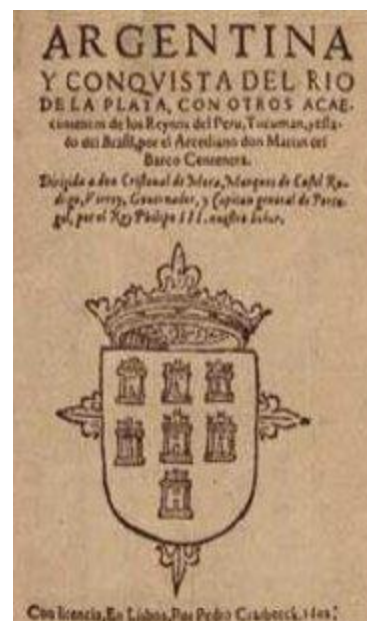 ARGENTINA
Y CONQVISTA DEL RIO
DE LA PLATA, CON OTROS ACAE-
cimientos de los Reynos del Peru, Tucuman, y esta-
do del Brasil, por el Arcediano don Martin del
Barco Centenera.
Dirigida a don Cristoual de Mora, Marques de Castel Ro-
drigo, Virrey, Gouernador, y Capitan general de Portu-
gal, por el Rey Philipo III. nuestro Señor.
Con licencia, En Lisboa, Por Pedro Crasbeeck. 1602.